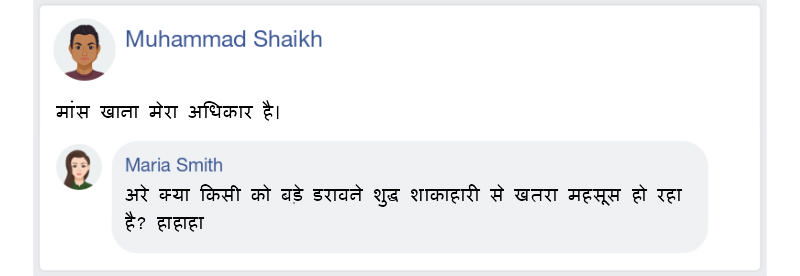 Muhammad Shaikh
मांस खाना मेरा अधिकार है।
Maria Smith
अरे क्या किसी को बड़े डरावने शुद्ध शाकाहारी से खतरा महसूस हो रहा
है? हाहाहा